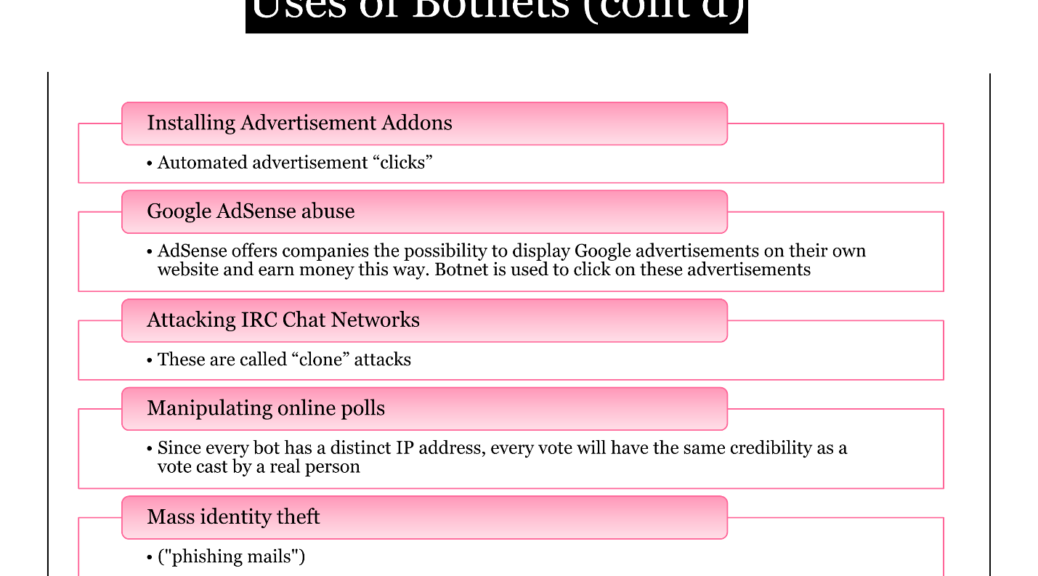 Uses of Botnets (cont'd)
Installing Advertisement Addons
• Automated advertisement “clicks”
Google AdSense abuse
• AdSense offers companies the possibility to display Google advertisements on their own
website and earn money this way. Botnet is used to click on these advertisements
Attacking IRC Chat Networks
• These are called “clone” attacks
Manipulating online polls
• Since every bot has a distinct IP address, every vote will have the same credibility as a
vote cast by a real person
Mass identity theft
• ("phishing mails")